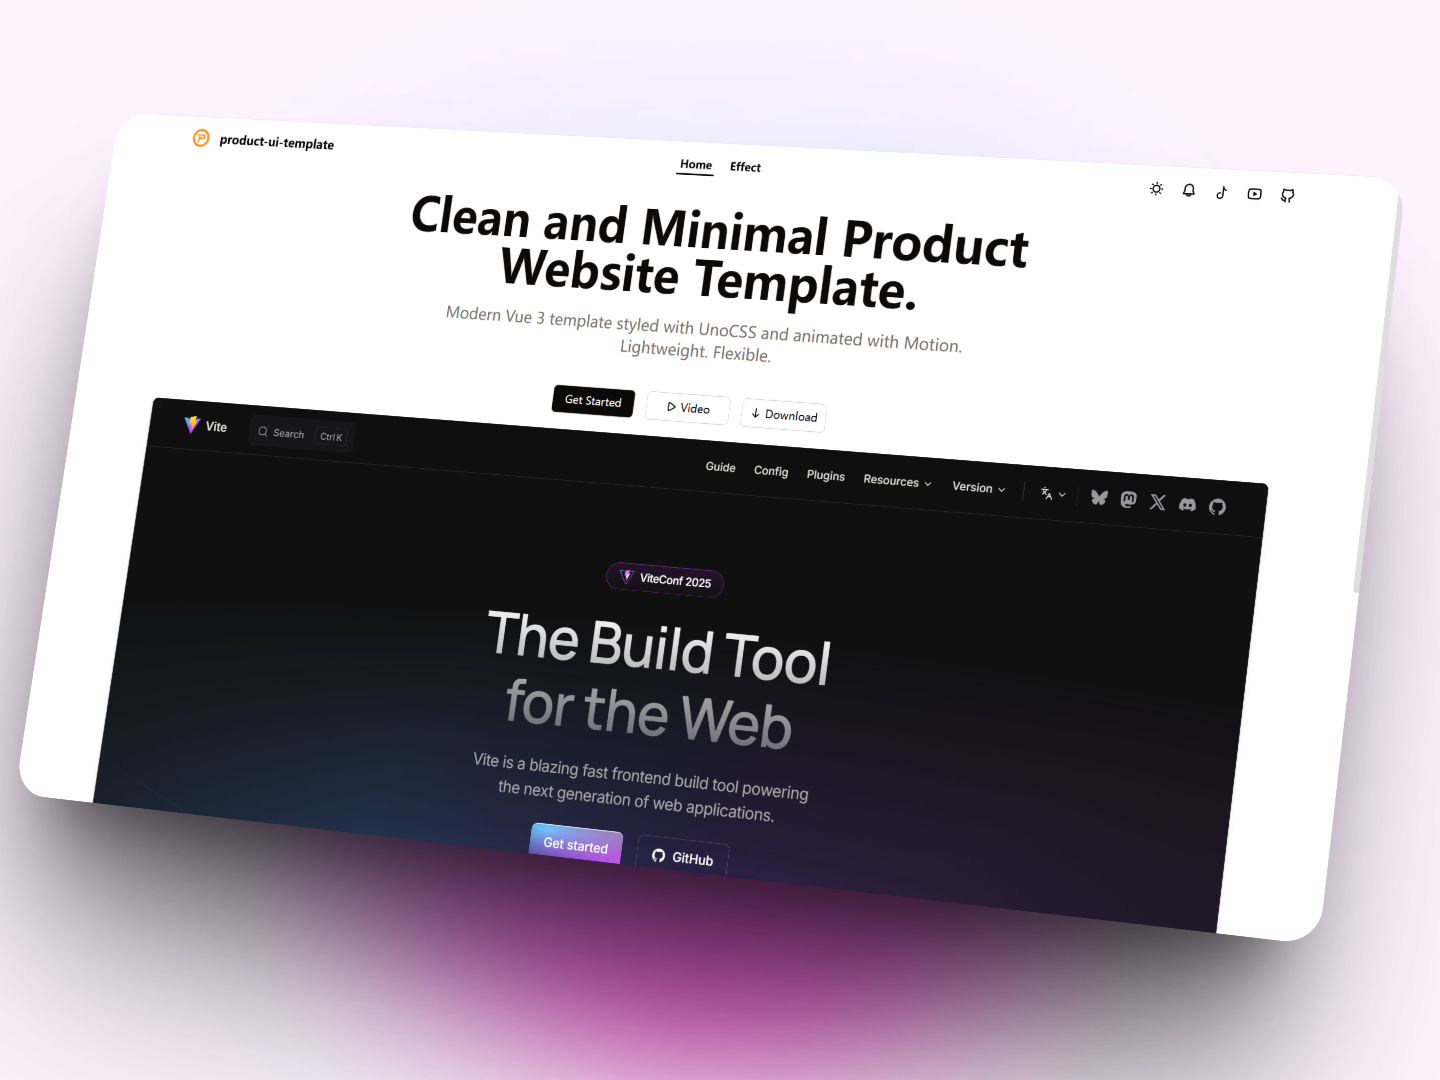 product-ui-template
Home
Effect
Clean and Minimal Product
Website Template.
Modern Vue 3 template styled with UnoCSS and animated with Motion.
Lightweight. Flexible.
Get Started
Video
Download
Vite
Search
Ctrl K
Guide
Config
Plugins
Resources
Version
ViteConf 2025
The Build Tool
for the Web
Vite is a blazing fast frontend build tool powering
the next generation of web applications.
Get started
GitHub